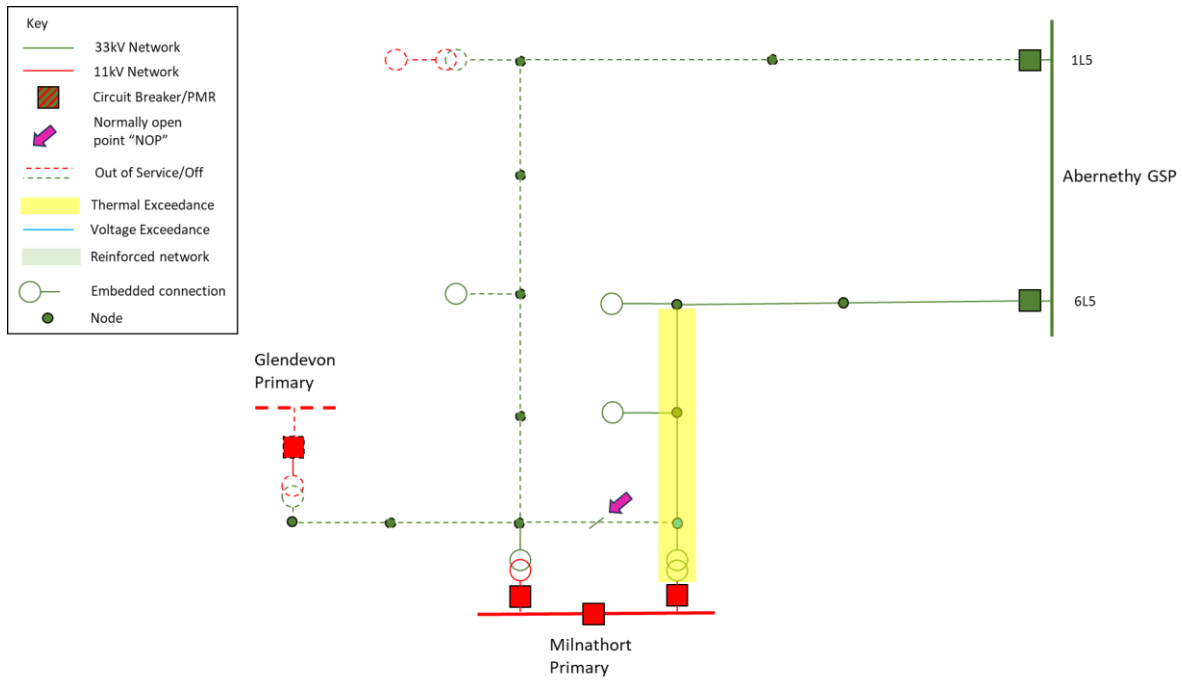 Key
33kV Network
11kV Network
Circuit Breaker/PMR
Normally open
point “NOP”
Out of Service/Off
Thermal Exceedance
Voltage Exceedance
Reinforced network
Embedded connection
Node
1L5
Abernethy GSP
6L5
Glendevon
Primary
Milnathort
Primary